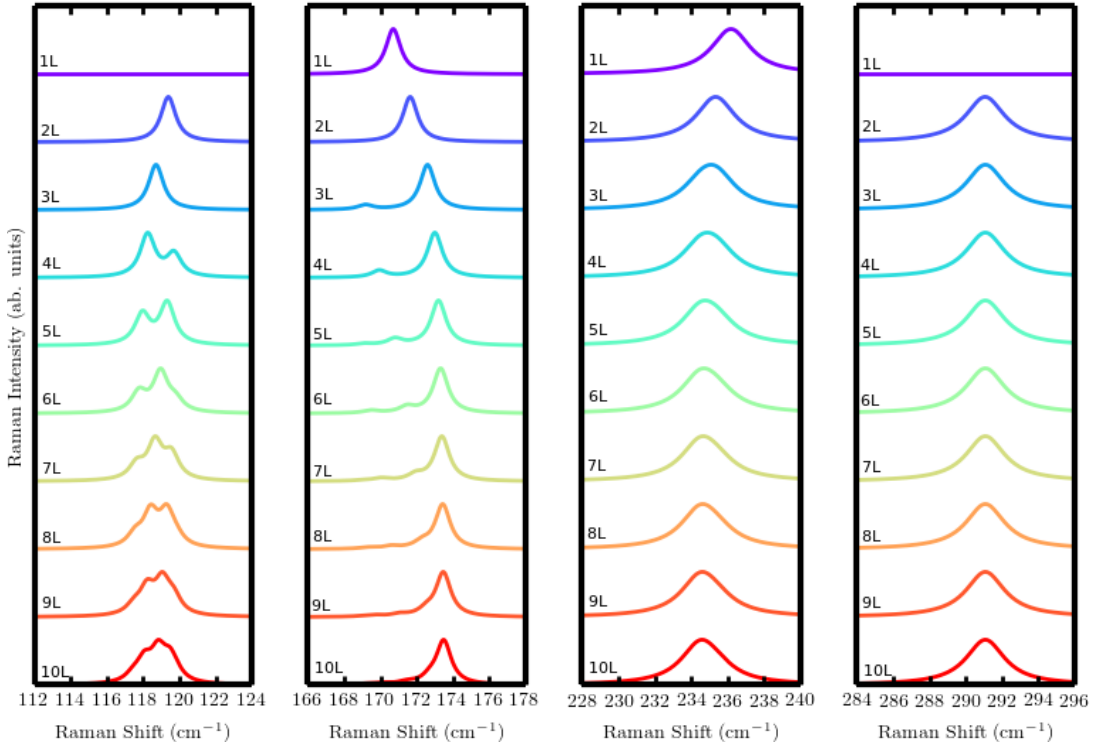 Raman Intensity (ab. units)
1L
2L
3L
4L
5L
6L
7L
8L
9L
10L
112 114 116 118 120 122 124
Raman Shift (cm⁻¹)
1L
2L
3L
4L
5L
6L
7L
8L
9L
10L
166 168 170 172 174 176 178
Raman Shift (cm⁻¹)
1L
2L
3L
4L
5L
6L
7L
8L
9L
10L
228 230 232 234 236 238 240
Raman Shift (cm⁻¹)
1L
2L
3L
4L
5L
6L
7L
8L
9L
10L
284 286 288 290 292 294 296
Raman Shift (cm⁻¹)